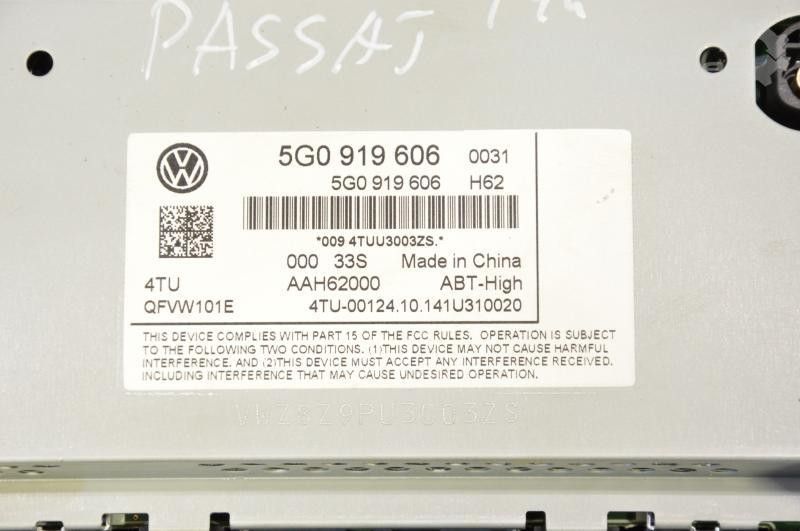 PASSAT
5G0 919 606 0031
5G0 919 606 H62
*009 4TUU3003ZS.*
000 33S Made in China
4TU AAH62000 ABT-High
QFVW101E 4TU-00124.10.141U310020
THIS DEVICE COMPLIES WITH PART 15 OF THE FCC RULES. OPERATION IS SUBJECT
TO THE FOLLOWING TWO CONDITIONS. (1)THIS DEVICE MAY NOT CAUSE HARMFUL
INTERFERENCE. AND (2)THIS DEVICE MUST ACCEPT ANY INTERFERENCE RECEIVED.
INCLUDING INTERFERENCE THAT MAY CAUSE UNDESIRED OPERATION.
VWZ8Z9PU3C03ZS